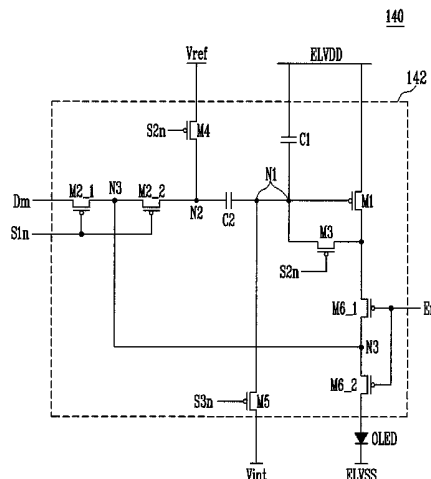 140
Vref
ELVDD
142
S2n
M4
C1
N1
M2_1
N3
M2_2
M1
Dm
N2
C2
M3
S1n
S2n
M6_1
En
N3
M6_2
S3n
M5
OLED
Vint
ELVSS